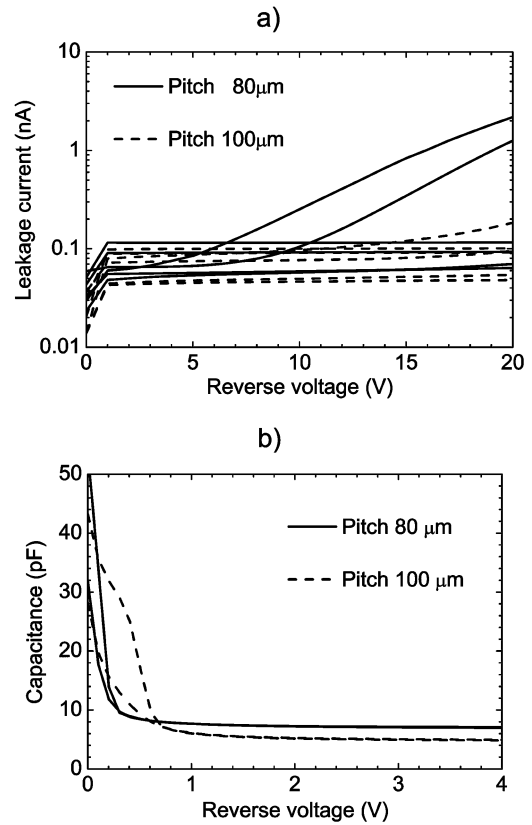 a)
10
1
0.1
0.01
Leakage current (nA)
Pitch 80μm
Pitch 100μm
0 5 10 15 20
Reverse voltage (V)
b)
50
40
30
20
10
0
Capacitance (pF)
Pitch 80 μm
Pitch 100 μm
0 1 2 3 4
Reverse voltage (V)